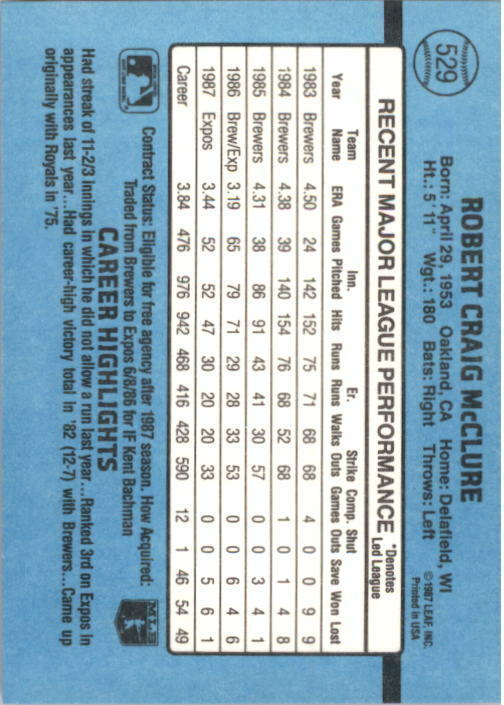 529
ROBERT CRAIG McCLURE
©1987 LEAF, INC.
Printed in USA
Born: April 29, 1953 Oakland, CA Home: Delafield, WI
Ht.: 5' 11" Wgt.: 180 Bats: Right Throws: Left
RECENT MAJOR LEAGUE PERFORMANCE *Denotes Led League
Team Inn. Er. Strike Comp. Shut
Year Name ERA Games Pitched Hits Runs Runs Walks Outs Games Outs Save Won Lost
1983 Brewers 4.50 24 142 152 75 71 68 68 4 0 0 9 9
1984 Brewers 4.38 39 140 154 76 68 52 68 1 0 1 4 8
1985 Brewers 4.31 38 86 91 43 41 30 57 0 0 3 4 1
1986 Brew/Exp 3.19 65 79 71 29 28 33 53 0 0 6 4 6
1987 Expos 3.44 52 52 47 30 20 20 33 0 0 5 6 1
Career 3.84 476 976 942 468 416 428 590 12 1 46 54 49
Contract Status: Eligible for free agency after 1987 season. How Acquired:
Traded from Brewers to Expos 6/8/86 for IF Kent Bachman
MLB
CAREER HIGHLIGHTS
Had streak of 11-2/3 innings in which he did not allow a run last year...Ranked 3rd on Expos in
appearances last year...Had career-high victory total in '82 (12-7) with Brewers...Came up
originally with Royals in '75.